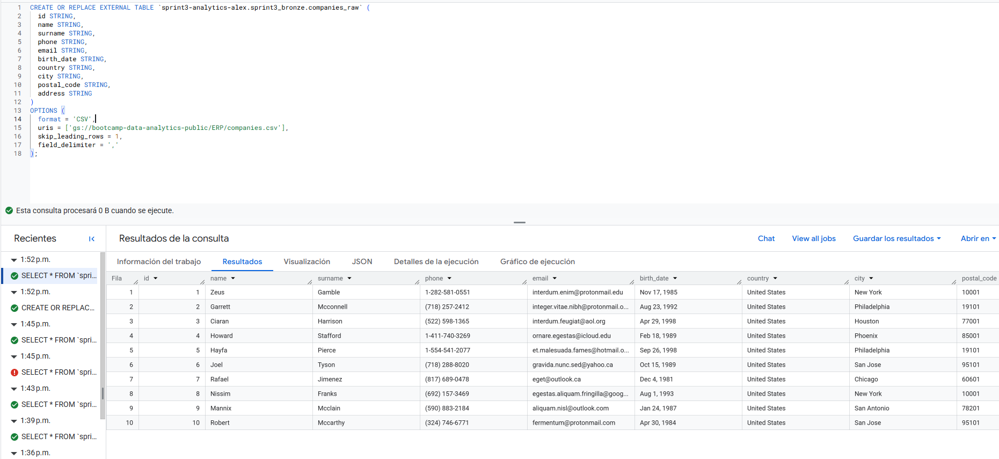 1 CREATE OR REPLACE EXTERNAL TABLE `sprint3-analytics-alex.sprint3_bronze.companies_raw` (
2 id STRING,
3 name STRING,
4 surname STRING,
5 phone STRING,
6 email STRING,
7 birth_date STRING,
8 country STRING,
9 city STRING,
10 postal_code STRING,
11 address STRING
12 )
13 OPTIONS (
14 format = 'CSV',
15 uris = ['gs://bootcamp-data-analytics-public/ERP/companies.csv'],
16 skip_leading_rows = 1,
17 field_delimiter = ','
18 );
Esta consulta procesará 0 B cuando se ejecute.
Recientes
1:52 p.m.
SELECT * FROM `spri...
1:52 p.m.
CREATE OR REPLAC...
1:45 p.m.
SELECT * FROM `spri...
1:45 p.m.
SELECT * FROM `spri...
1:43 p.m.
SELECT * FROM `spri...
1:39 p.m.
SELECT * FROM `spri...
1:36 p.m.
Resultados de la consulta
Chat View all jobs Guardar los resultados Abrir en
Información del trabajo Resultados Visualización JSON Detalles de la ejecución Gráfico de ejecución
Fila id name surname phone email birth_date country city postal_code
1 1 Zeus Gamble 1-282-581-0551 interdum.enim@protonmail.edu Nov 17, 1985 United States New York 10001
2 2 Garrett Mcconnell (718) 257-2412 integer.vitae.nibh@protonmail.o... Aug 23, 1992 United States Philadelphia 19101
3 3 Ciaran Harrison (522) 598-1365 interdum.feugiat@aol.org Apr 29, 1998 United States Houston 77001
4 4 Howard Stafford 1-411-740-3269 ornare.egestas@icloud.edu Feb 18, 1989 United States Phoenix 85001
5 5 Hayfa Pierce 1-554-541-2077 et.malesuada.fames@hotmail.o... Sep 26, 1998 United States Philadelphia 19101
6 6 Joel Tyson (718) 288-8020 gravida.nunc.sed@yahoo.ca Oct 15, 1989 United States San Jose 95101
7 7 Rafael Jimenez (817) 689-0478 eget@outlook.ca Dec 4, 1981 United States Chicago 60601
8 8 Nissim Franks (692) 157-3469 egestas.aliquam.fringilla@goog... Aug 1, 1993 United States New York 10001
9 9 Mannix Mcclain (590) 883-2184 aliquam.nisl@outlook.com Jan 24, 1987 United States San Antonio 78201
10 10 Robert Mccarthy (324) 746-6771 fermentum@protonmail.com Apr 30, 1984 United States San Jose 95101